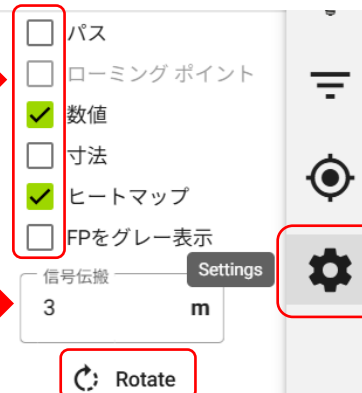 パス
ローミング ポイント
数値
寸法
ヒートマップ
FPをグレー表示
信号伝搬
Settings
3 m
Rotate